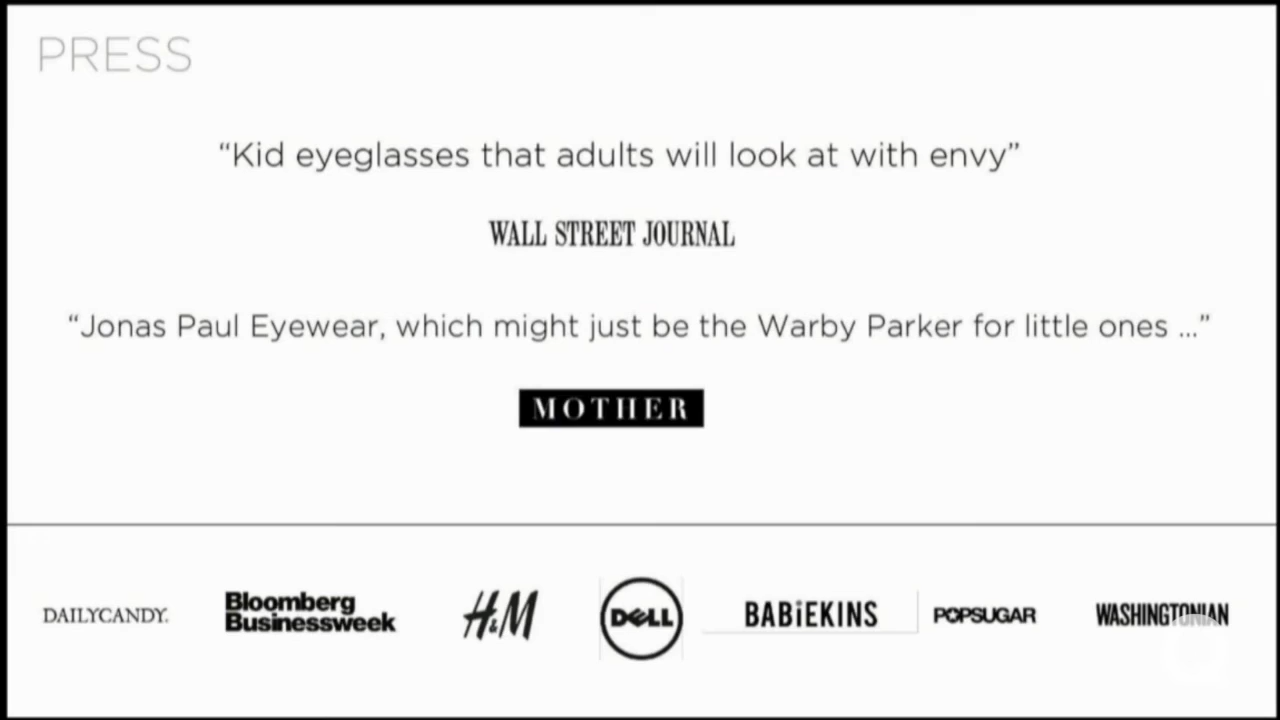 PRESS
“Kid eyeglasses that adults will look at with envy”
WALL STREET JOURNAL
“Jonas Paul Eyewear, which might just be the Warby Parker for little ones ...”
MOTHER
DAILYCANDY.
Bloomberg
Businessweek
H&M
DELL
BABiEKINS
POPSUGAR
WASHINGTONIAN